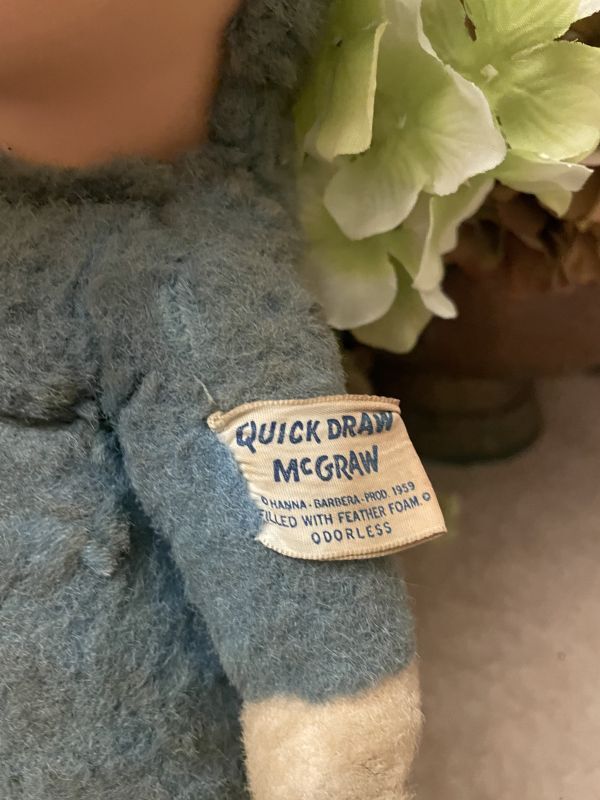 QUICK DRAW
McGRAW
© HANNA - BARBERA - PROD. 1959
FILLED WITH FEATHER FOAM ©
ODORLESS